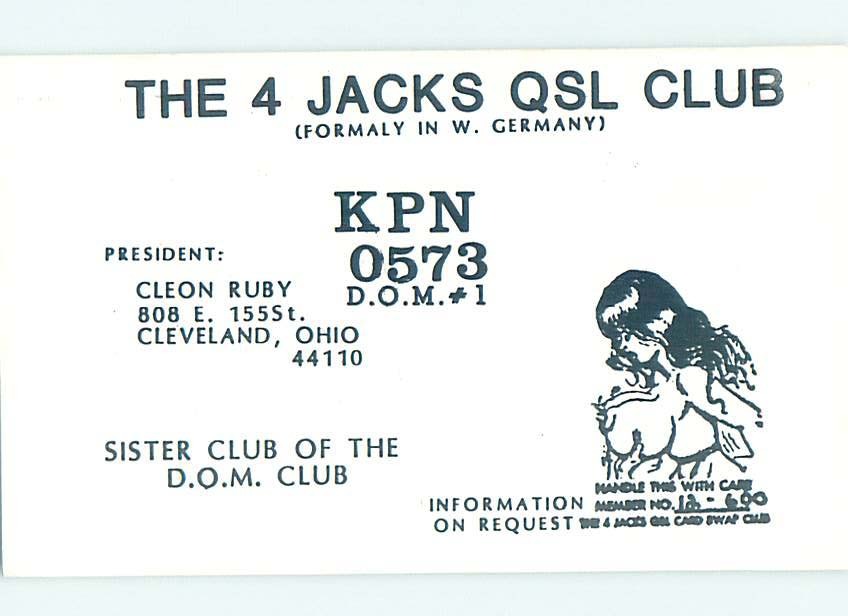 THE 4 JACKS QSL CLUB
(FORMALY IN W. GERMANY)
KPN
0573
D.O.M.#1
PRESIDENT:
CLEON RUBY
808 E. 155St.
CLEVELAND, OHIO
44110
SISTER CLUB OF THE
D.O.M. CLUB
INFORMATION
ON REQUEST
HANDLE THIS WITH CARE
MEMBER NO. 12-690
THE 4 JACKS QSL CARD SWAP CLUB